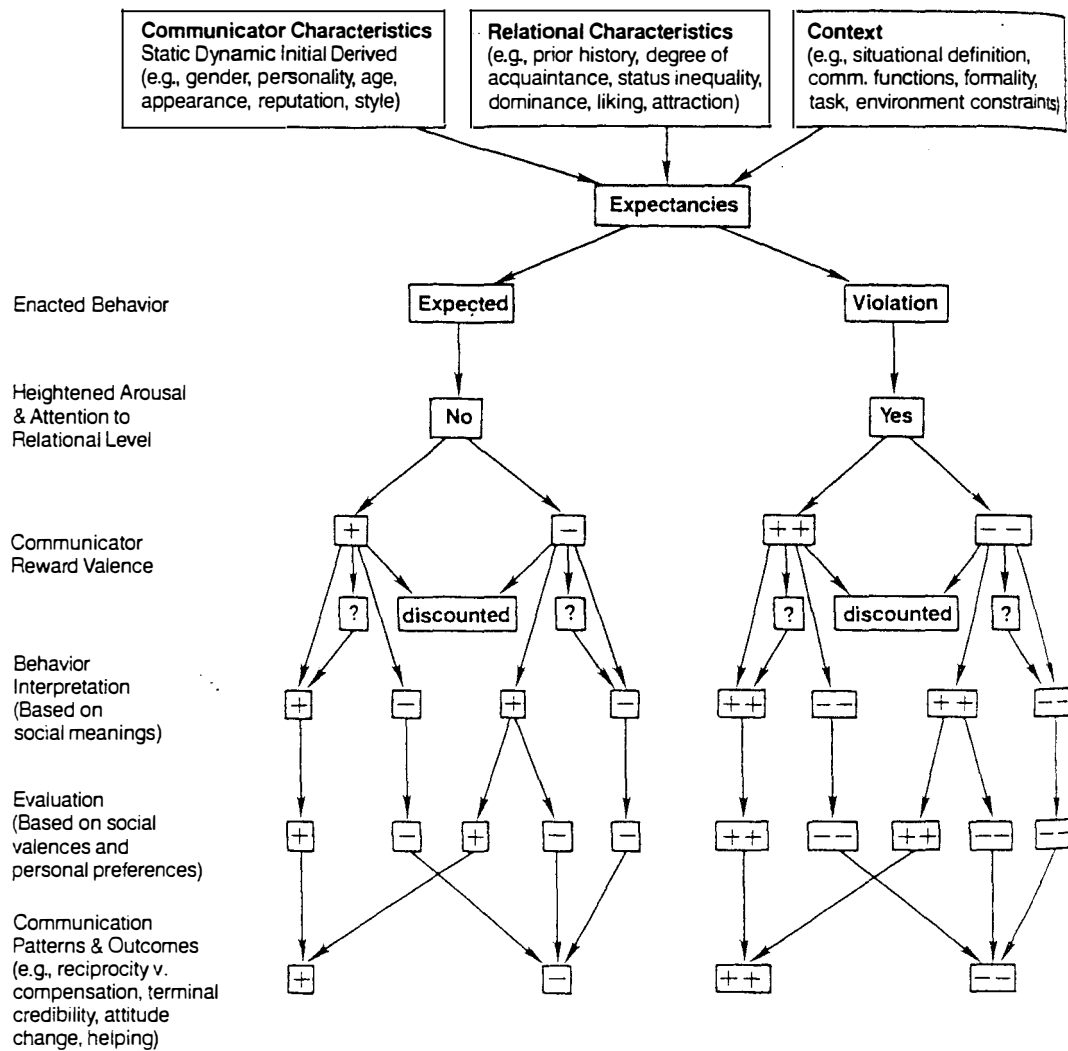 Communicator Characteristics
Static Dynamic Initial Derived
(e.g., gender, personality, age,
appearance, reputation, style)
Relational Characteristics
(e.g., prior history, degree of
acquaintance, status inequality,
dominance, liking, attraction)
Context
(e.g., situational definition,
comm. functions, formality,
task, environment constraints)
Expectancies
Enacted Behavior
Expected
Violation
Heightened Arousal
& Attention to
Relational Level
No
Yes
Communicator
Reward Valence
+
−
++
−−
?
discounted
?
?
discounted
?
Behavior
Interpretation
(Based on
social meanings)
+
−
+
−
++
−−
++
−−
Evaluation
(Based on social
valences and
personal preferences)
+
−
+
−
−
++
−−
++
−−
−−
Communication
Patterns & Outcomes
(e.g., reciprocity v.
compensation, terminal
credibility, attitude
change, helping)
+
−
++
−−